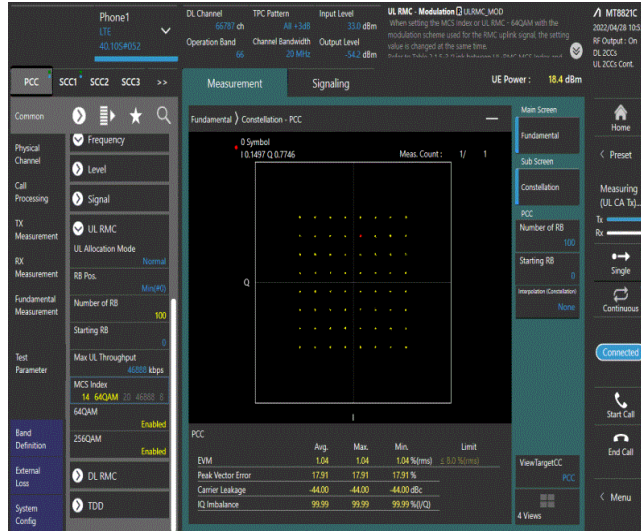 Phone1
LTE
40.105#052
DL Channel
66787 ch
TPC Pattern
All +3dB
Input Level
33.0 dBm
Operation Band
66
Channel Bandwidth
20 MHz
Output Level
-54.2 dBm
UL RMC - Modulation ULRMC_MOD
When setting the MCS Index or UL RMC - 64QAM with the
modulation scheme used for the RMC uplink signal, the setting
value is changed at the same time.
MT8821C
2022/04/28 10:5
RF Output : On
DL 2CCs
UL 2CCs Cont.
PCC
SCC1
SCC2
SCC3
>>
Measurement
Signaling
UE Power : 18.4 dBm
Common
Physical
Channel
Call
Processing
TX
Measurement
RX
Measurement
Fundamental
Measurement
Test
Parameter
Band
Definition
External
Loss
System
Config
Frequency
Level
Signal
UL RMC
UL Allocation Mode
Normal
RB Pos.
Min(#0)
Number of RB
100
Starting RB
0
Max UL Throughput
46888 kbps
MCS Index
14 64QAM 20 46888 8
64QAM
Enabled
256QAM
Enabled
DL RMC
TDD
Fundamental > Constellation - PCC
0 Symbol
I 0.1497 Q 0.7746
Meas. Count : 1/ 1
Q
I
PCC
Avg. Max. Min. Limit
EVM 1.04 1.04 1.04 %(rms) ± 8.0 %(rms)
Peak Vector Error 17.91 17.91 17.91 %
Carrier Leakage -44.00 -44.00 -44.00 dBc
IQ Imbalance 99.99 99.99 99.99 %(I/Q)
Main Screen
Fundamental
Sub Screen
Constellation
PCC
Number of RB
100
Starting RB
0
Interpolation (Constellation)
None
ViewTargetCC
PCC
4 Views
Home
< Preset
Measuring
(UL CA Tx)...
Tx
Rx
Single
Continuous
Connected
Start Call
End Call
< Menu